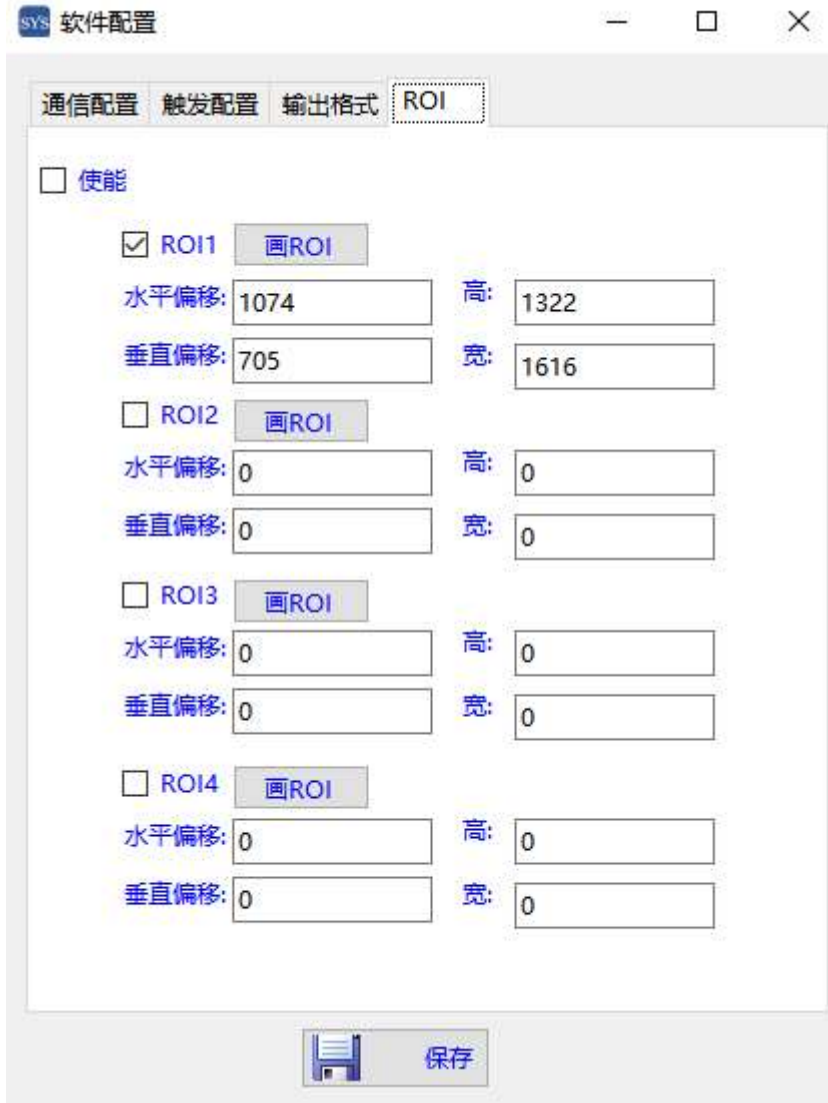 SYS 软件配置
通信配置 触发配置 输出格式 ROI
使能
ROI1 画ROI
水平偏移: 1074 高: 1322
垂直偏移: 705 宽: 1616
ROI2 画ROI
水平偏移: 0 高: 0
垂直偏移: 0 宽: 0
ROI3 画ROI
水平偏移: 0 高: 0
垂直偏移: 0 宽: 0
ROI4 画ROI
水平偏移: 0 高: 0
垂直偏移: 0 宽: 0
保存